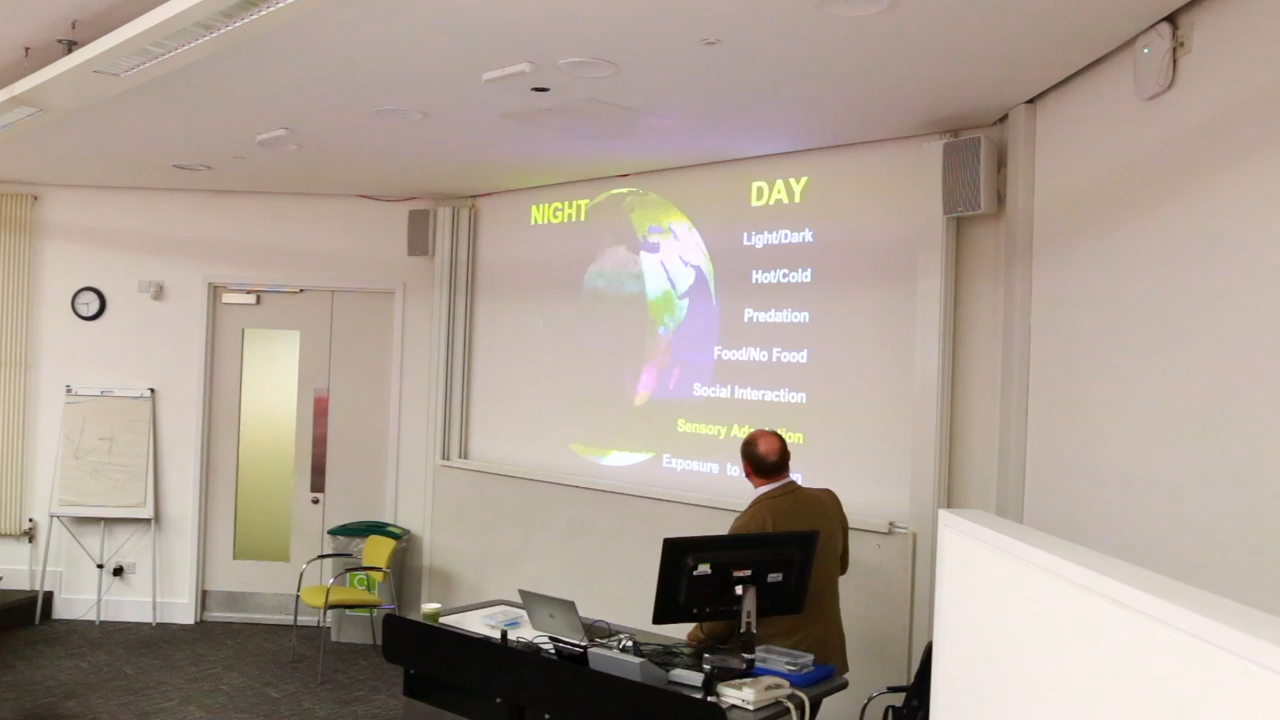 NIGHT
DAY
Light/Dark
Hot/Cold
Predation
Food/No Food
Social Interaction
Sensory
Exposure to